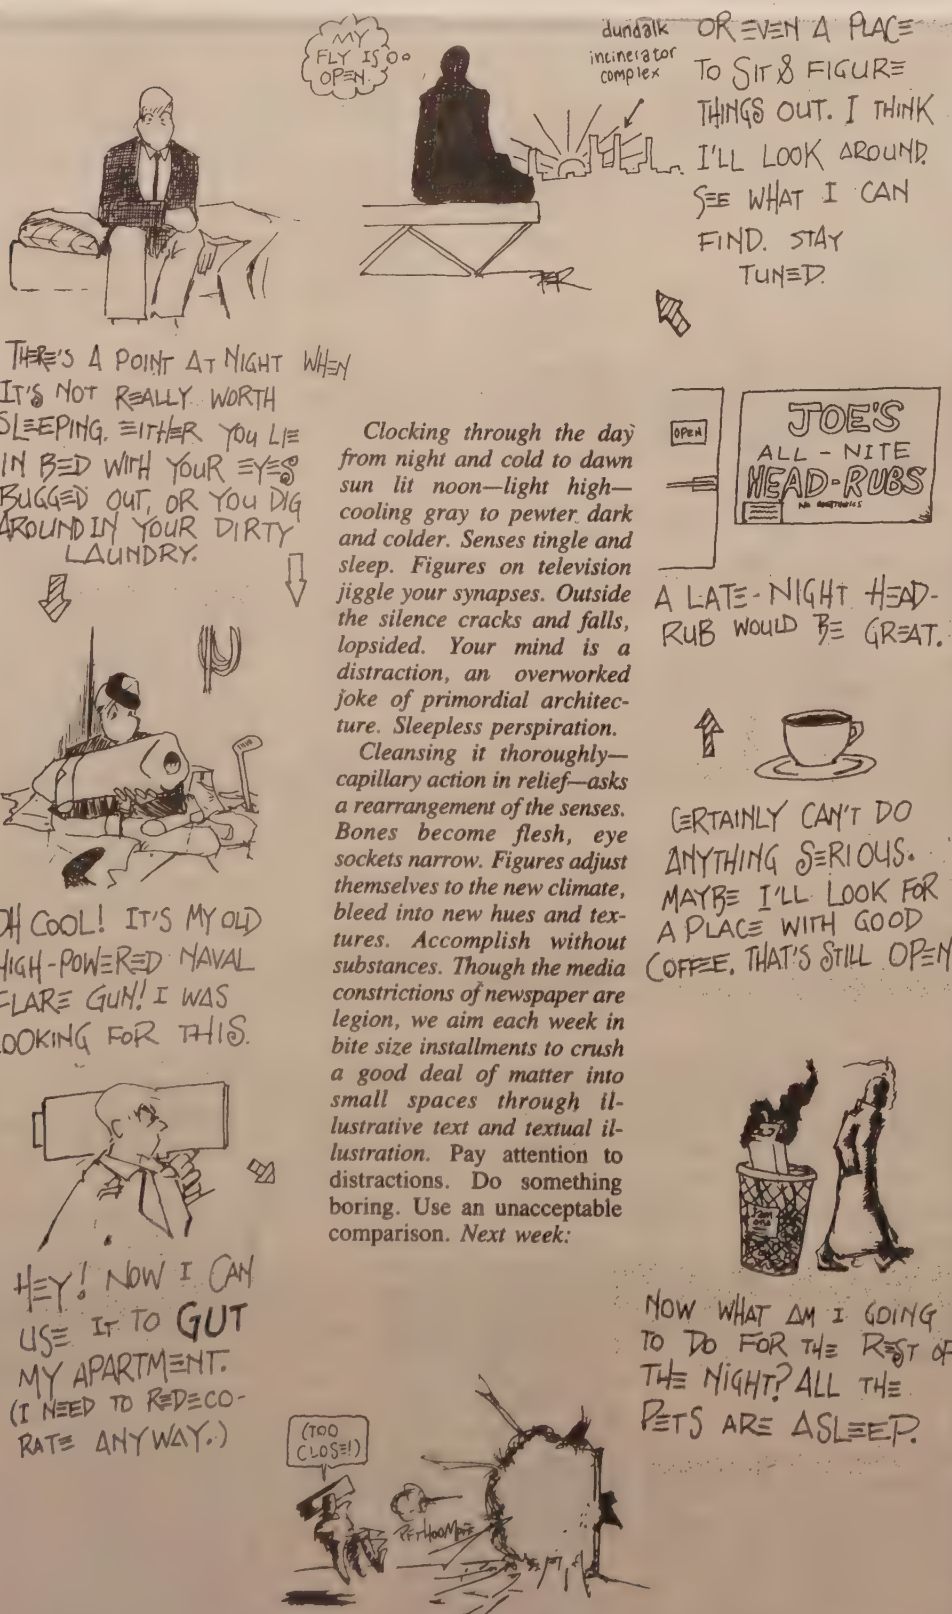 THERE'S A POINT AT NIGHT WHEN
IT'S NOT REALLY WORTH
SLEEPING. EITHER YOU LIE
IN BED WITH YOUR EYES
BUGGED OUT, OR YOU DIG
AROUND IN YOUR DIRTY
LAUNDRY.
OH COOL! IT'S MY OLD
HIGH-POWERED NAVAL
FLARE GUN! I WAS
LOOKING FOR THIS.
HEY! NOW I CAN
USE IT TO GUT
MY APARTMENT.
(I NEED TO REDECO-
RATE ANYWAY.)
(TOO
CLOSE!)
NOW WHAT AM I GOING
TO DO FOR THE REST OF
THE NIGHT? ALL THE
PETS ARE ASLEEP.
CERTAINLY CAN'T DO
ANYTHING SERIOUS.
MAYBE I'LL LOOK FOR
A PLACE WITH GOOD
COFFEE. THAT'S STILL OPEN
OPEN
JOE'S
ALL-NITE
HEAD-RUBS
A LATE-NIGHT HEAD-
RUB WOULD BE GREAT.
OR EVEN A PLACE
TO SIT & FIGURE
THINGS OUT. I THINK
I'LL LOOK AROUND.
SEE WHAT I CAN
FIND. STAY
TUNED.
MY
FLY IS
OPEN.
dundalk
incinerator
complex
Clocking through the day
from night and cold to dawn
sun lit noon—light high—
cooling gray to pewter dark
and colder. Senses tingle and
sleep. Figures on television
jiggle your synapses. Outside
the silence cracks and falls,
lopsided. Your mind is a
distraction, an overworked
joke of primordial architec-
ture. Sleepless perspiration.
Cleansing it thoroughly—
capillary action in relief—asks
a rearrangement of the senses.
Bones become flesh, eye
sockets narrow. Figures adjust
themselves to the new climate,
bleed into new hues and tex-
tures. Accomplish without
substances. Though the media
constrictions of newspaper are
legion, we aim each week in
bite size installments to crush
a good deal of matter into
small spaces through il-
lustrative text and textual il-
lustration. Pay attention to
distractions. Do something
boring. Use an unacceptable
comparison. Next week: